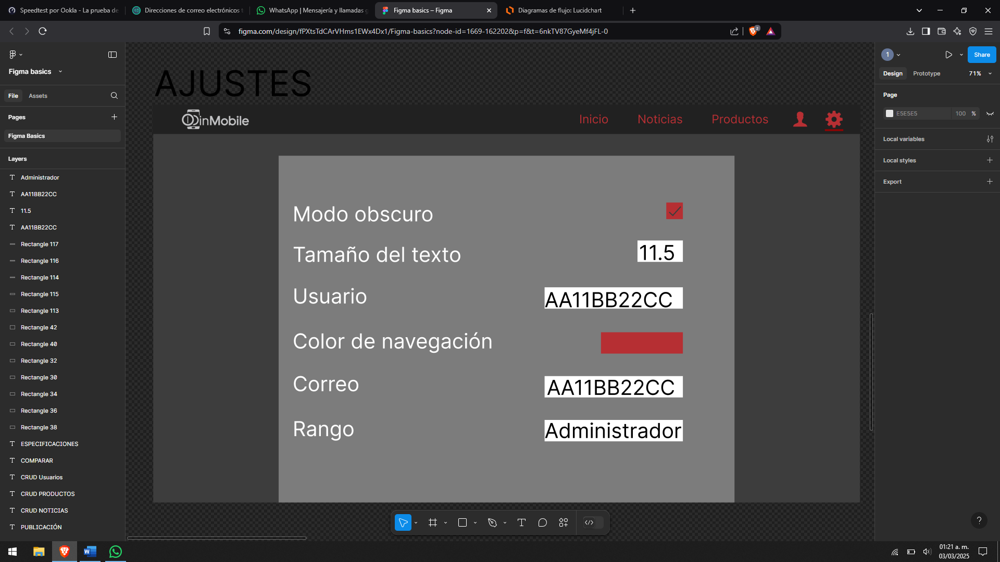 Speedtest por Ookla - La prueba de
Direcciones de correo electrónicos t
WhatsApp | Mensajería y llamadas g
Figma basics – Figma
Diagramas de flujo: Lucidchart
figma.com/design/fPXtsTdCArVHms1EWx4Dx1/Figma-basics?node-id=1669-162202&p=f&t=6nkTV87GyeMf4jFL-0
2
Figma basics
File
Assets
Pages
Figma Basics
Layers
Administrador
AA11BB22CC
11.5
AA11BB22CC
Rectangle 117
Rectangle 116
Rectangle 114
Rectangle 115
Rectangle 113
Rectangle 42
Rectangle 40
Rectangle 32
Rectangle 30
Rectangle 34
Rectangle 36
Rectangle 38
ESPECIFICACIONES
COMPARAR
CRUD Usuarios
CRUD PRODUCTOS
CRUD NOTICIAS
PUBLICACIÓN
AJUSTES
inMobile
Inicio
Noticias
Productos
Modo obscuro
Tamaño del texto
11.5
Usuario
AA11BB22CC
Color de navegación
Correo
AA11BB22CC
Rango
Administrador
1
Share
Design
Prototype
71%
Page
E5E5E5
100
%
Local variables
Local styles
Export
?
01:21 a. m.
03/03/2025